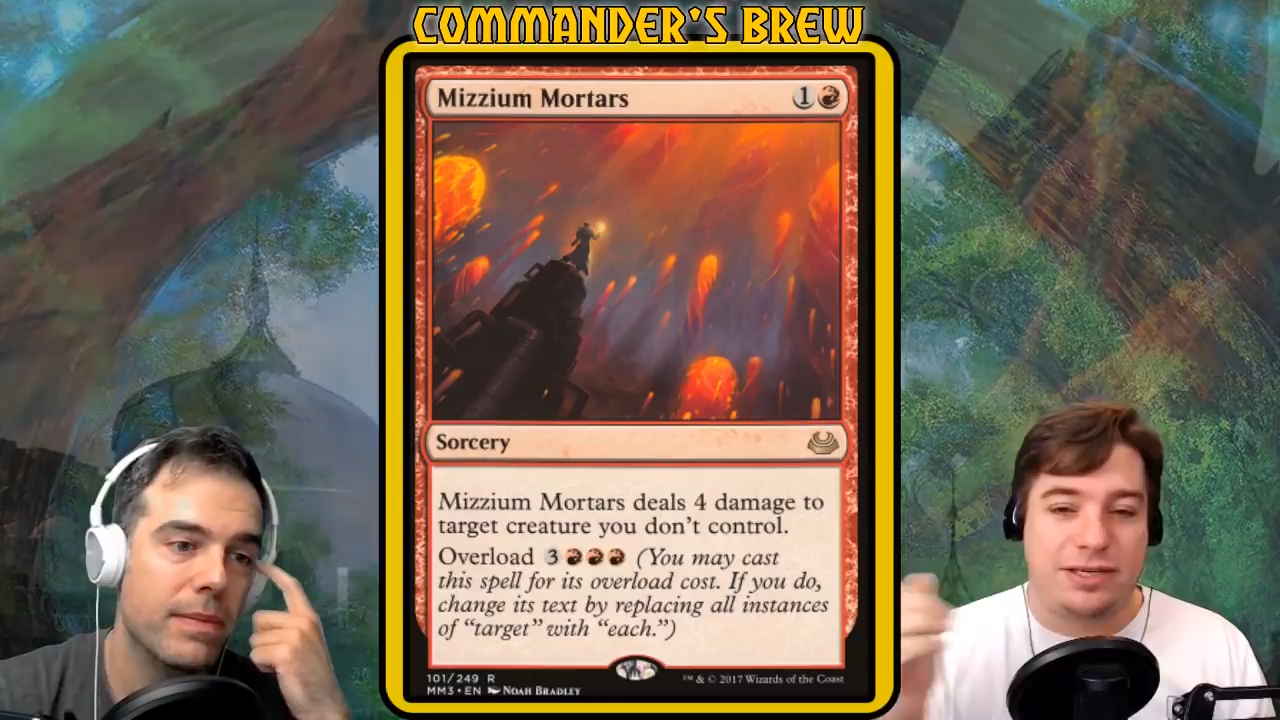 COMMANDER'S BREW
Mizzium Mortars 1
Sorcery
Mizzium Mortars deals 4 damage to
target creature you don't control.
Overload 3 (You may cast
this spell for its overload cost. If you do,
change its text by replacing all instances
of “target” with “each.”)
101/249 R
MM3 • EN NOAH BRADLEY
™ & © 2017 Wizards of the Coast